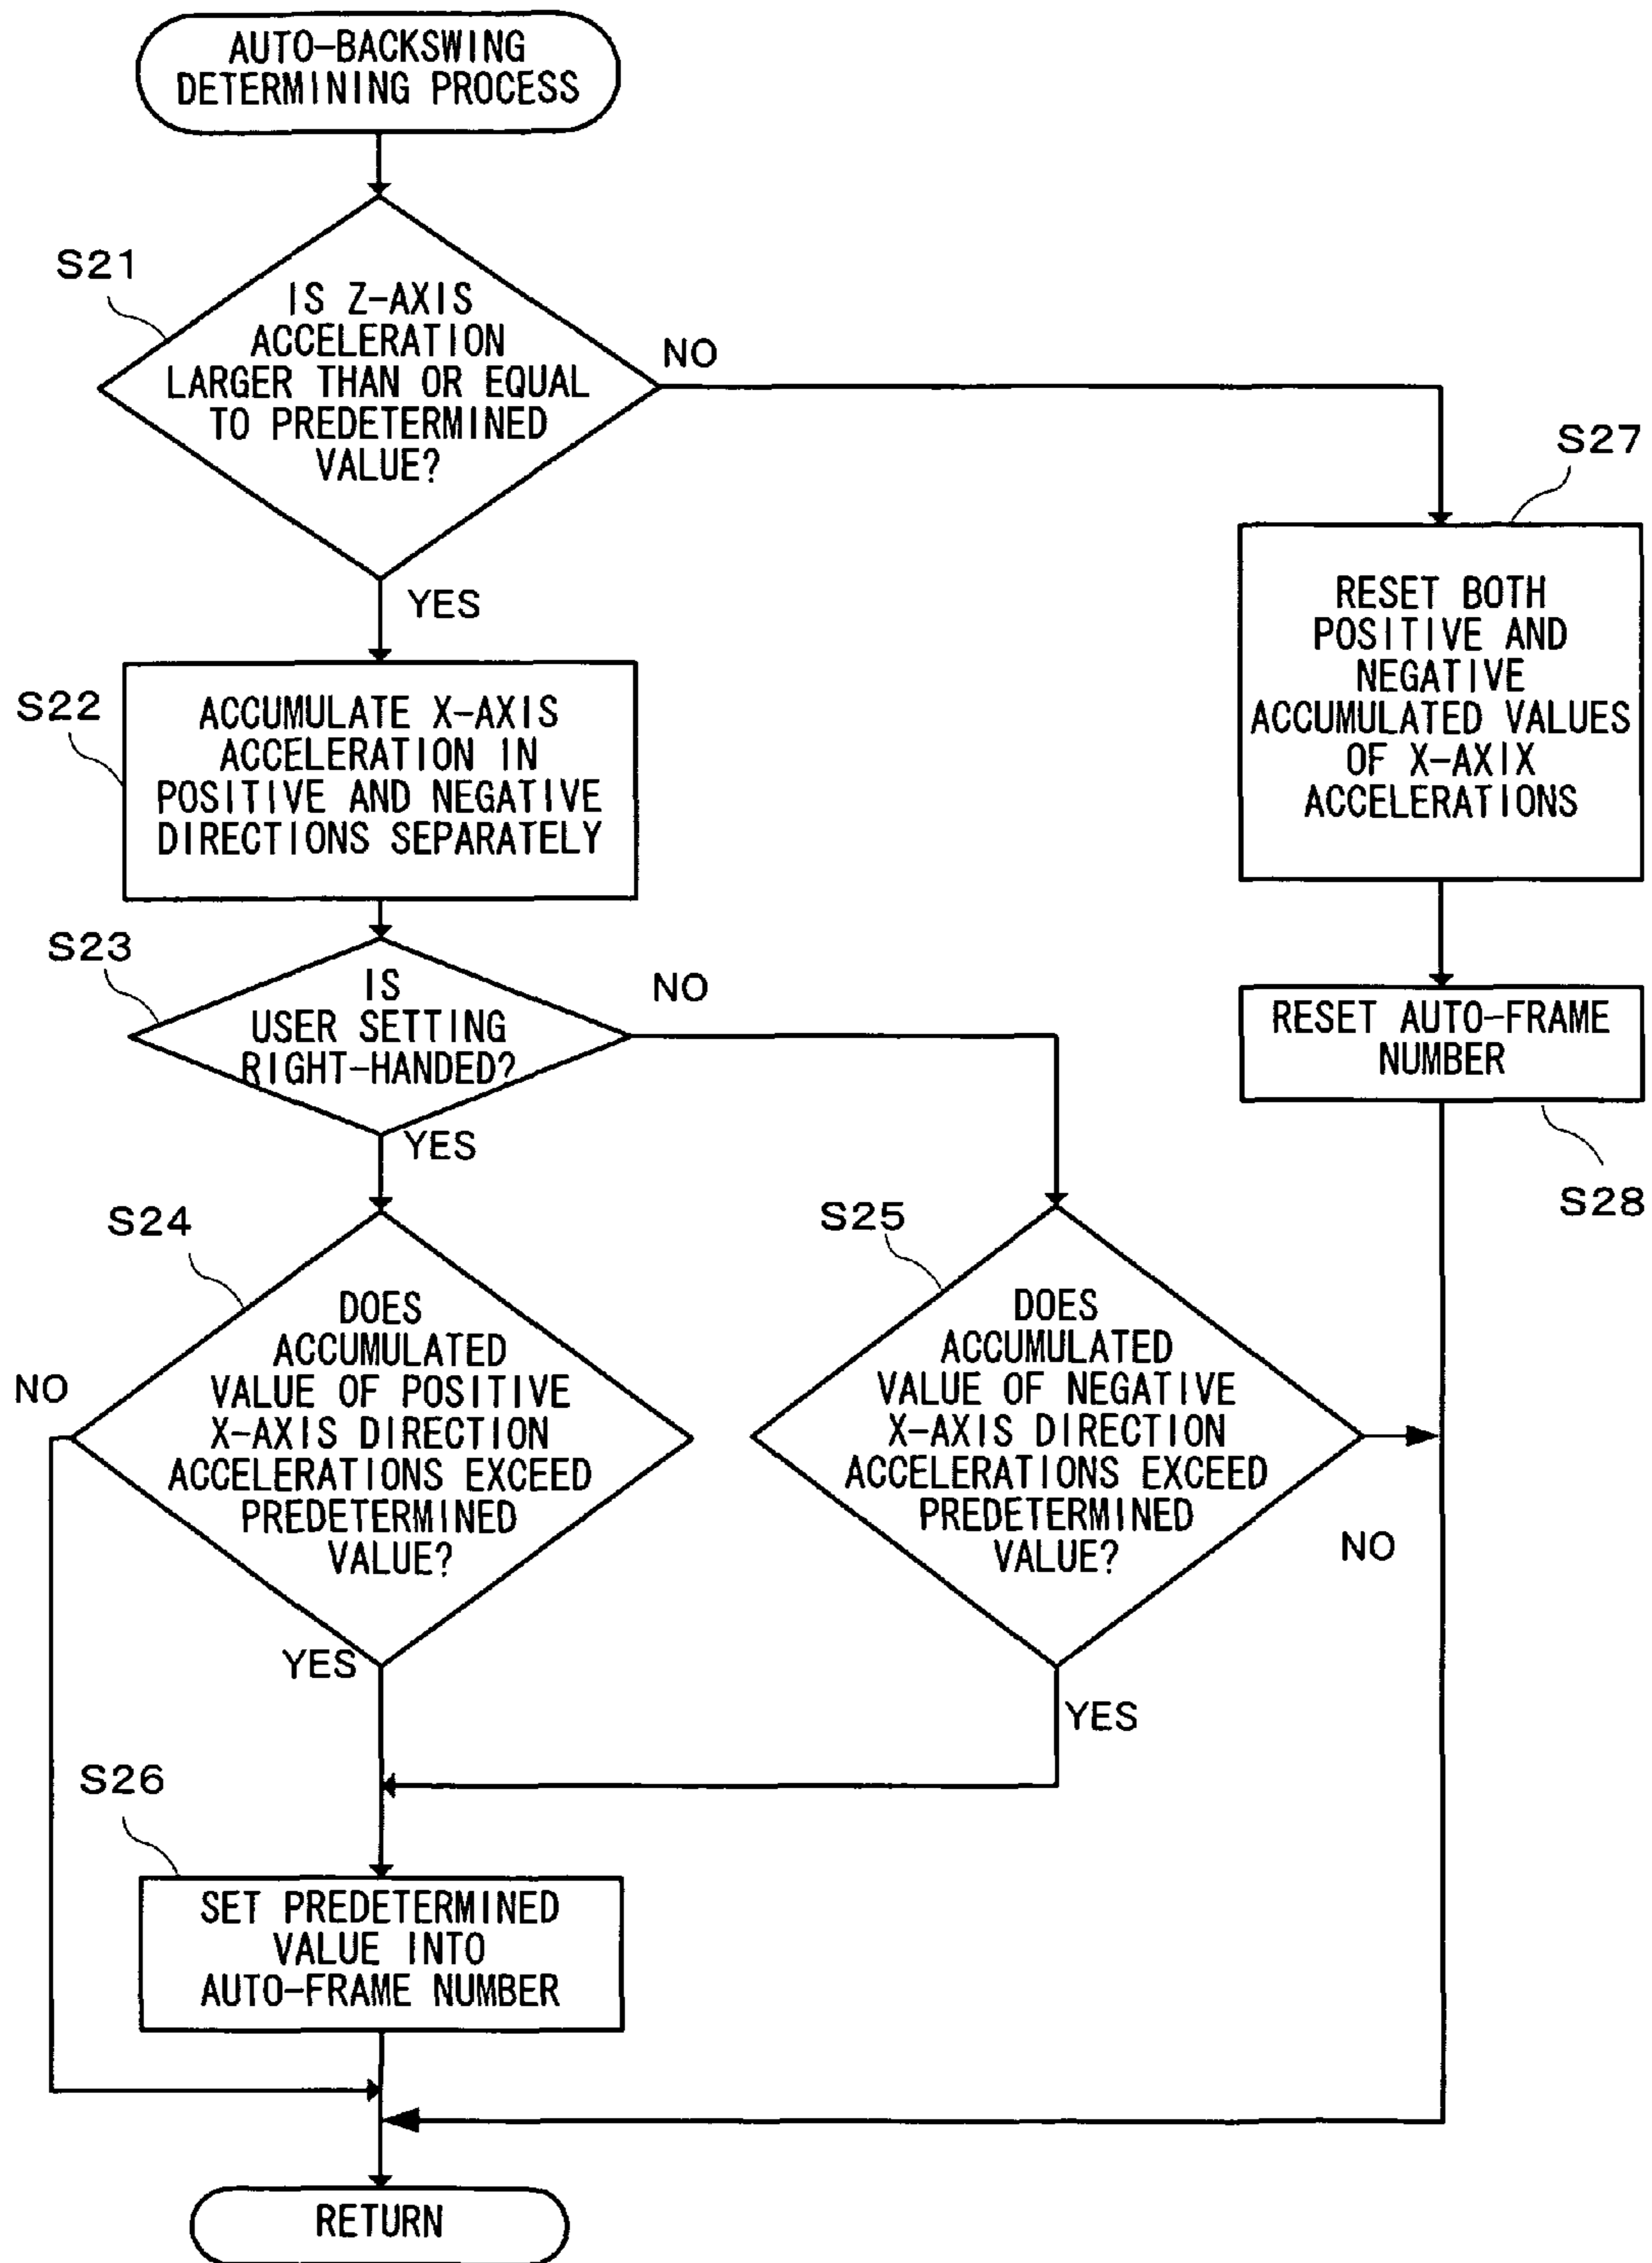 AUTO-BACKSWING
DETERMINING PROCESS
S21
IS Z-AXIS
ACCELERATION
LARGER THAN OR EQUAL
TO PREDETERMINED
VALUE?
NO
YES
S27
RESET BOTH
POSITIVE AND
NEGATIVE
ACCUMULATED VALUES
OF X-AXIX
ACCELERATIONS
S22
ACCUMULATE X-AXIS
ACCELERATION IN
POSITIVE AND NEGATIVE
DIRECTIONS SEPARATELY
S23
IS
USER SETTING
RIGHT-HANDED?
NO
YES
RESET AUTO-FRAME
NUMBER
S28
S24
DOES
ACCUMULATED
VALUE OF POSITIVE
X-AXIS DIRECTION
ACCELERATIONS EXCEED
PREDETERMINED
VALUE?
NO
YES
S25
DOES
ACCUMULATED
VALUE OF NEGATIVE
X-AXIS DIRECTION
ACCELERATIONS EXCEED
PREDETERMINED
VALUE?
NO
YES
S26
SET PREDETERMINED
VALUE INTO
AUTO-FRAME NUMBER
RETURN